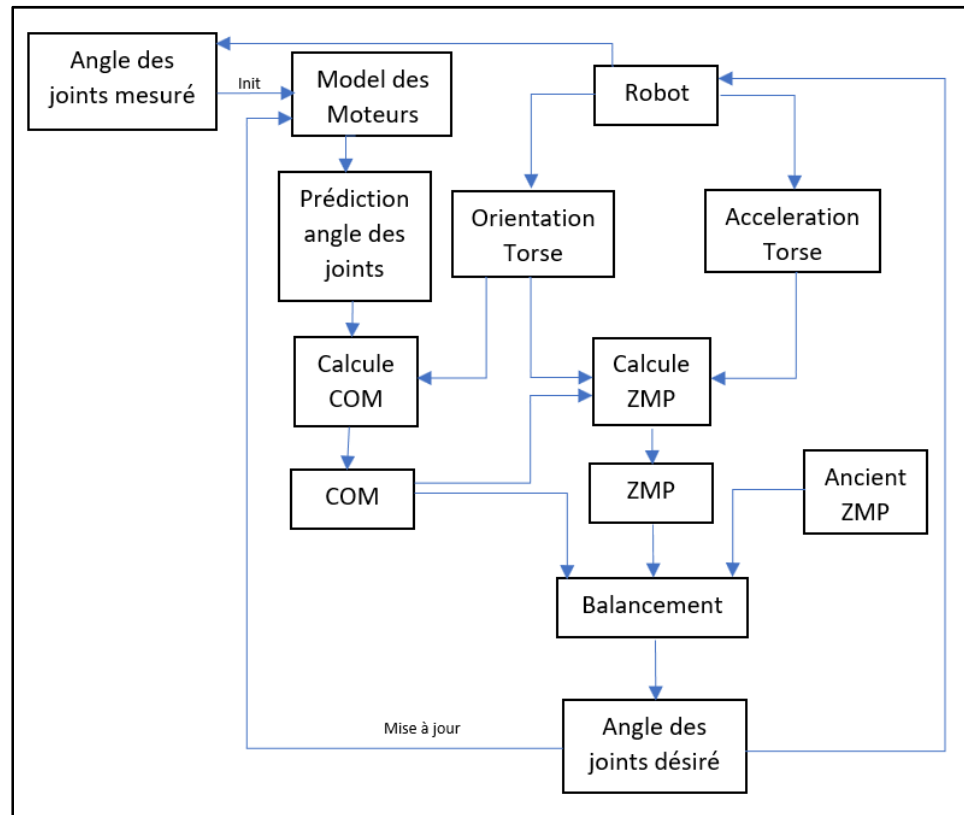 Angle des
joints mesuré
Init
Model des
Moteurs
Robot
Prédiction
angle des
joints
Orientation
Torse
Acceleration
Torse
Calcule
COM
Calcule
ZMP
COM
ZMP
Ancient
ZMP
Balancement
Mise à jour
Angle des
joints désiré